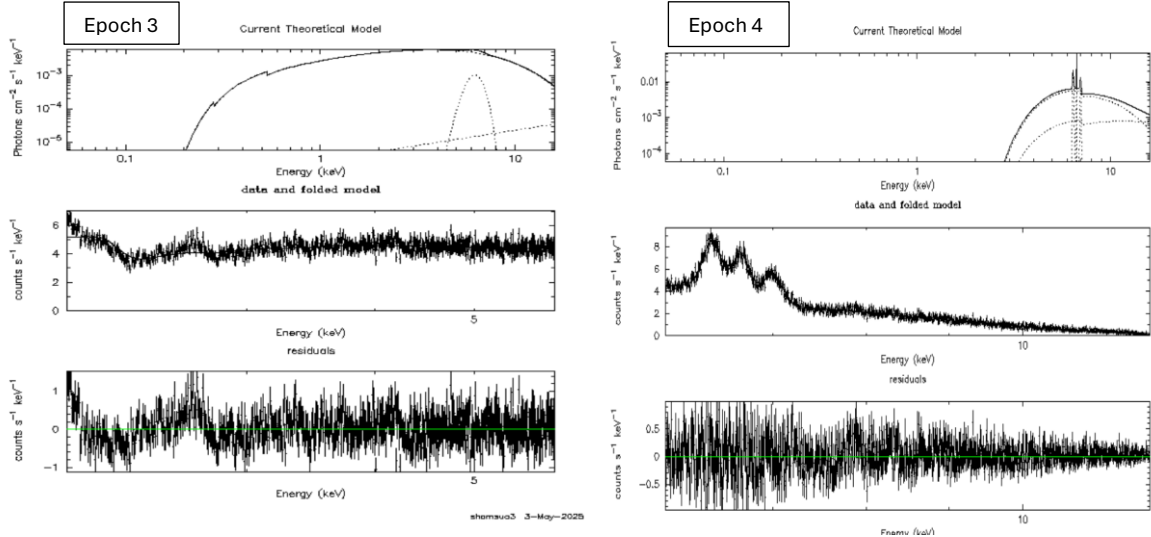 Epoch 3
Current Theoretical Model
Photons cm⁻² s⁻¹ keV⁻¹
10⁻³
10⁻⁴
10⁻⁵
0.1 1 10
Energy (keV)
data and folded model
counts s⁻¹ keV⁻¹
6
4
2
0
5
Energy (keV)
residuals
counts s⁻¹ keV⁻¹
1
0
−1
5
Energy (keV)
shamsua3 3-May-2025
Epoch 4
Current Theoretical Model
Photons cm⁻² s⁻¹ keV⁻¹
0.01
10⁻³
10⁻⁴
0.1 1 10
Energy (keV)
data and folded model
counts s⁻¹ keV⁻¹
8
6
4
2
0
10
Energy (keV)
residuals
counts s⁻¹ keV⁻¹
0.5
0
−0.5
10
Energy (keV)